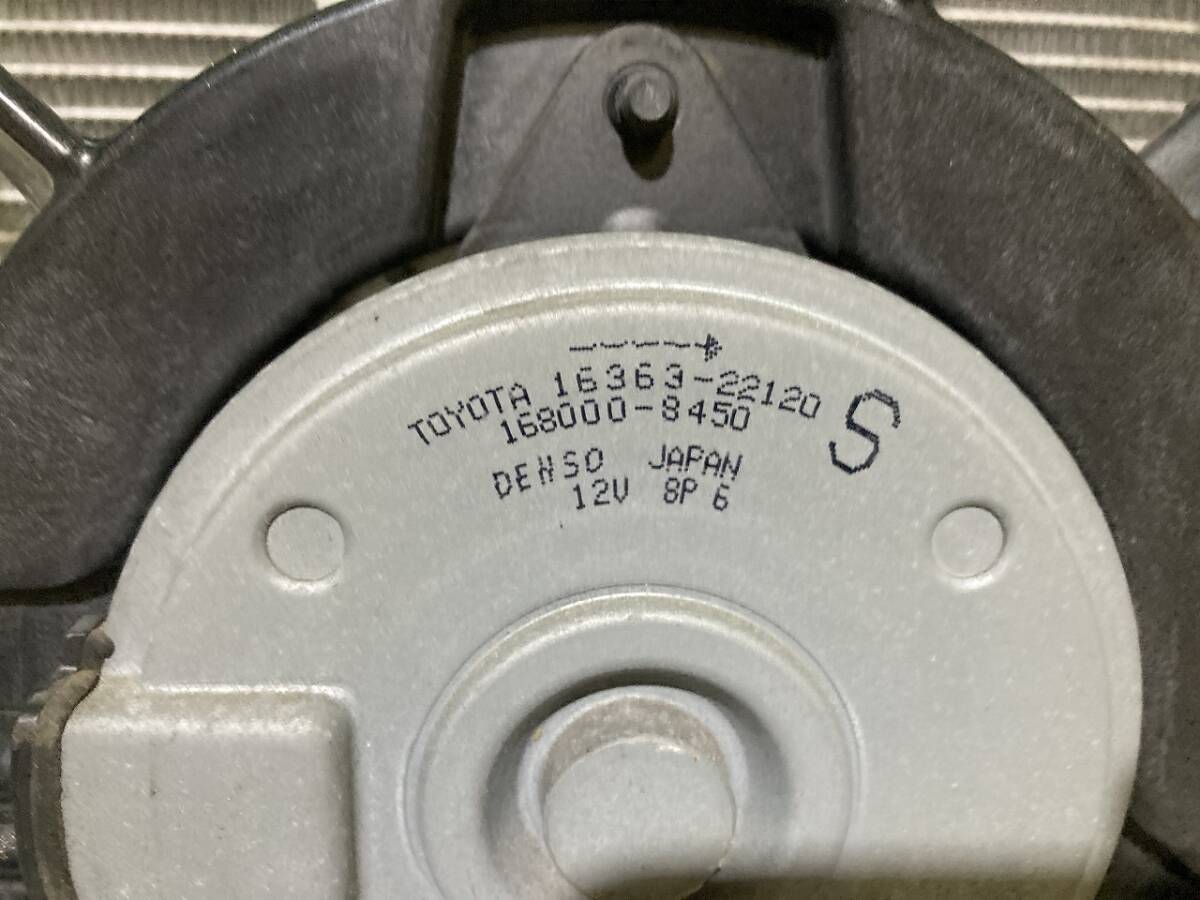 TOYOTA 16363-22120
168000-8450
S
DENSO JAPAN
12V 8P 6